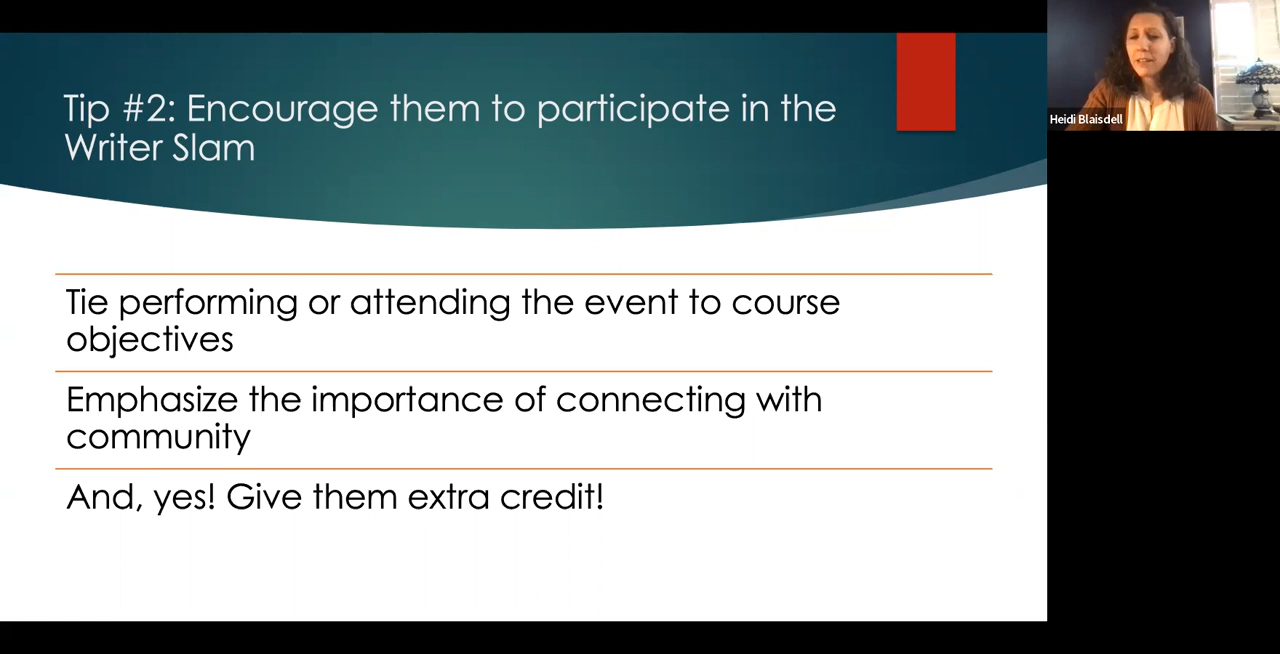 Tip #2: Encourage them to participate in the
Writer Slam
Heidi Blaisdell
Tie performing or attending the event to course
objectives
Emphasize the importance of connecting with
community
And, yes! Give them extra credit!